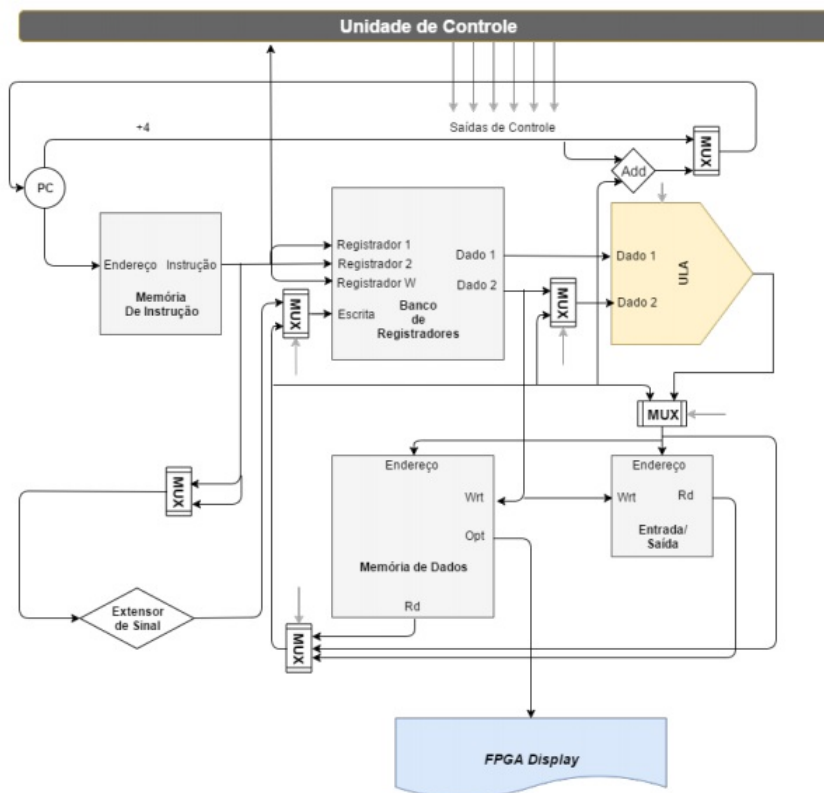 Unidade de Controle
+4
Saídas de Controle
MUX
PC
Add
Endereço Instrução
Memória
De Instrução
Registrador 1
Registrador 2
Registrador W
Escrita
Dado 1
Dado 2
Banco
de
Registradores
MUX
MUX
Dado 1
Dado 2
ULA
MUX
MUX
Endereço
Wrt
Opt
Memória de Dados
Rd
Endereço
Wrt Rd
Entrada/
Saída
Extensor
de Sinal
MUX
FPGA Display